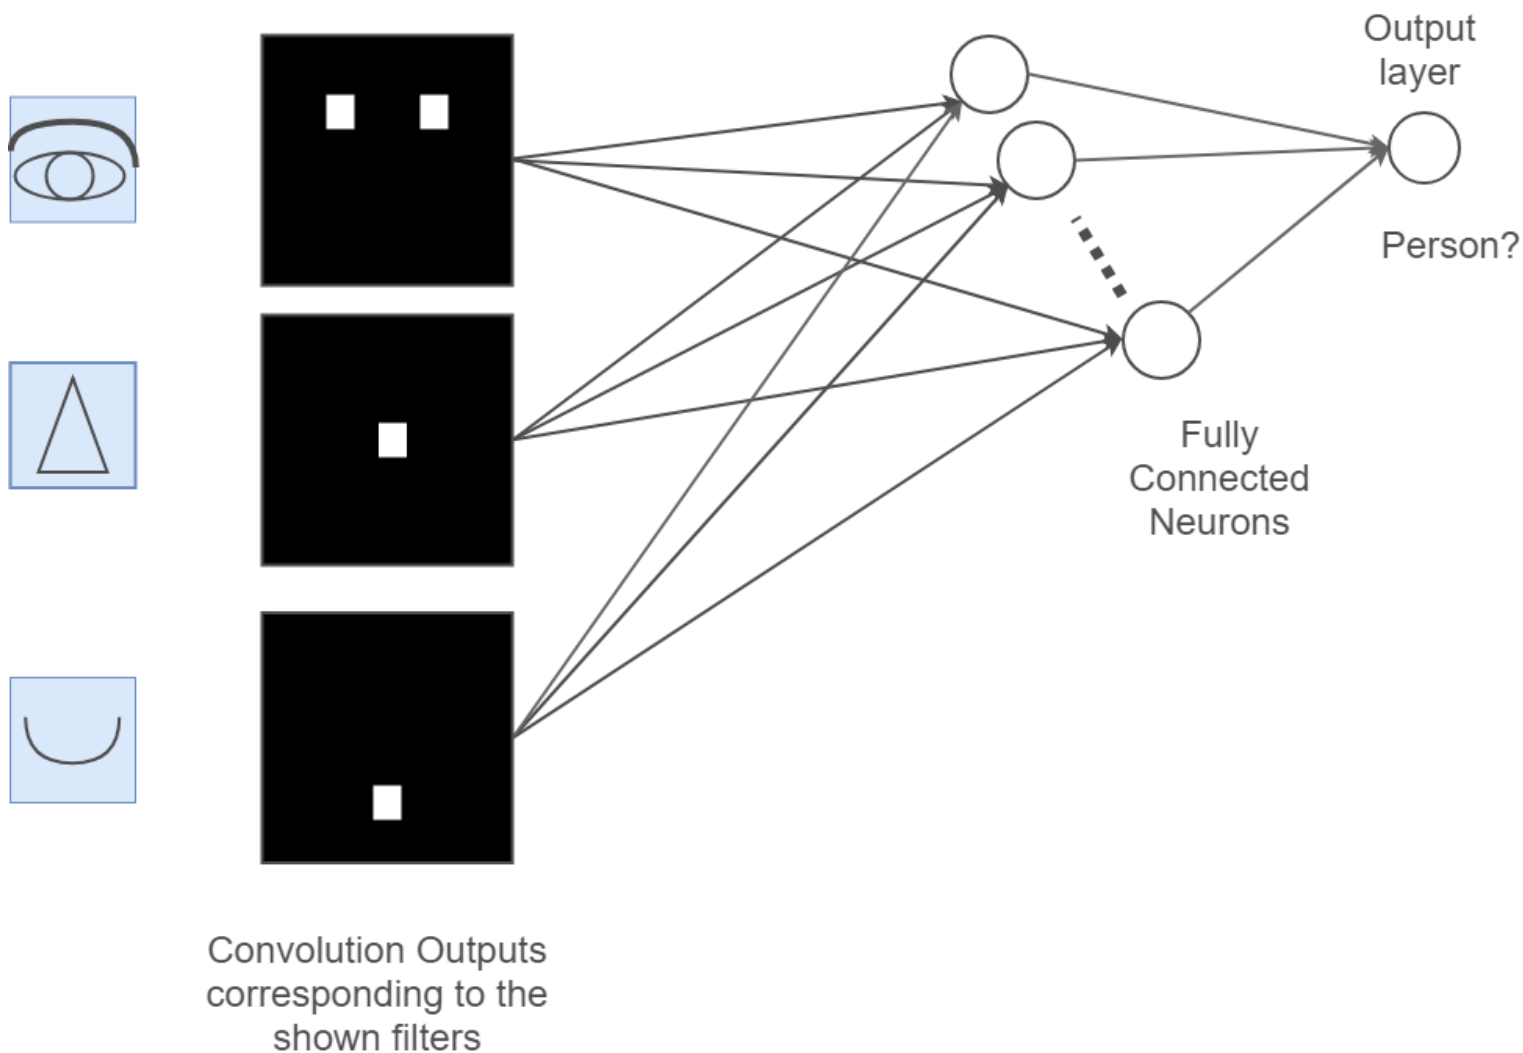 Output
layer
Person?
Fully
Connected
Neurons
Convolution Outputs
corresponding to the
shown filters